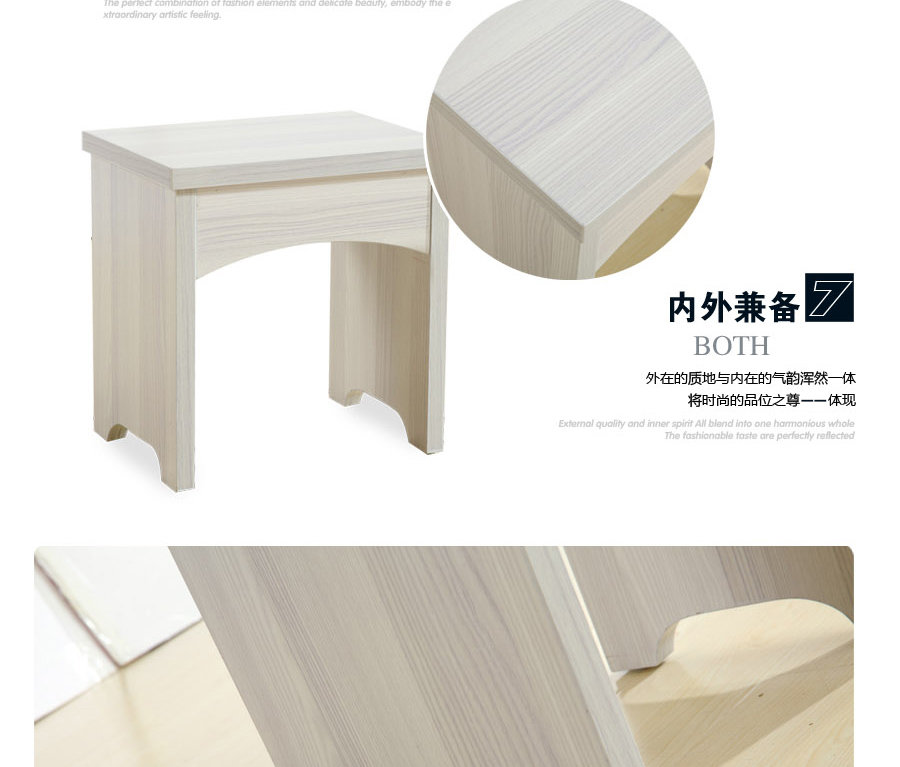 The perfect combination of fashion elements and delicate beauty, embody the e
xtraordinary artistic feeling.
内外兼备 7
BOTH
外在的质地与内在的气韵浑然一体
将时尚的品位之尊——体现
External quality and inner spirit All blend into one harmonious whole
The fashionable taste are perfectly reflected